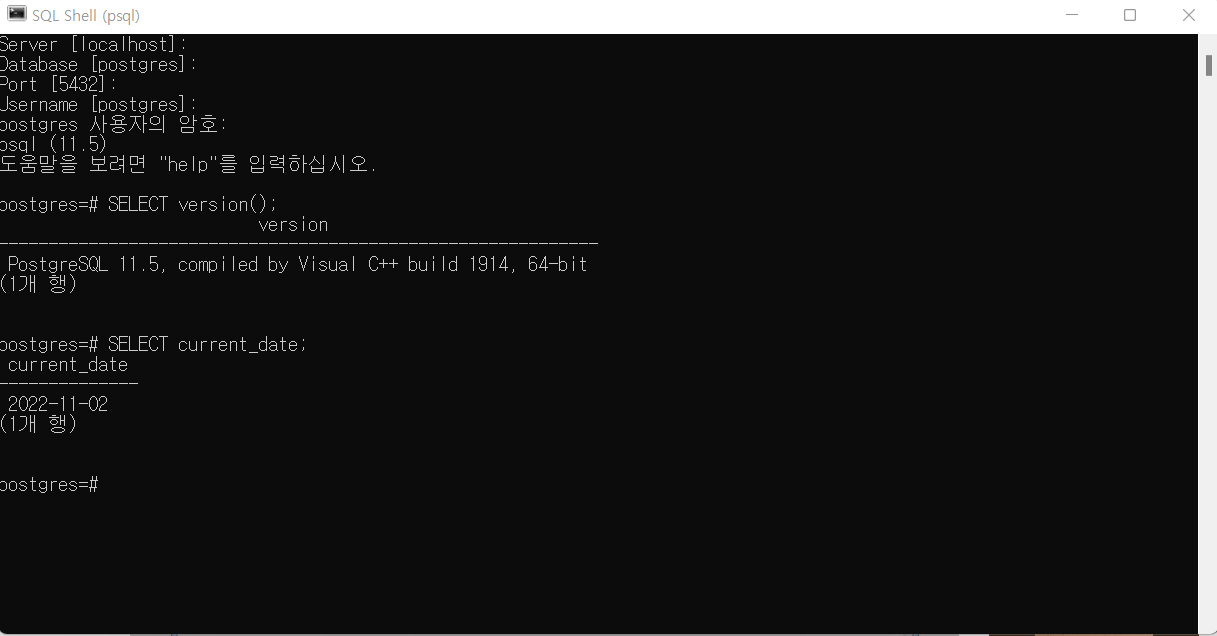 SQL Shell (psql)
Server [localhost]:
Database [postgres]:
Port [5432]:
Username [postgres]:
postgres 사용자의 암호:
psql (11.5)
도움말을 보려면 "help"를 입력하십시오.
postgres=# SELECT version();
version
------------------------------------------------------------
PostgreSQL 11.5, compiled by Visual C++ build 1914, 64-bit
(1개 행)
postgres=# SELECT current_date;
current_date
--------------
2022-11-02
(1개 행)
postgres=#